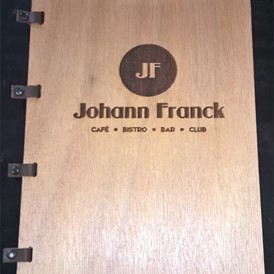 JF
Johann Franck
CAFÉ • BISTRO • BAR • CLUB